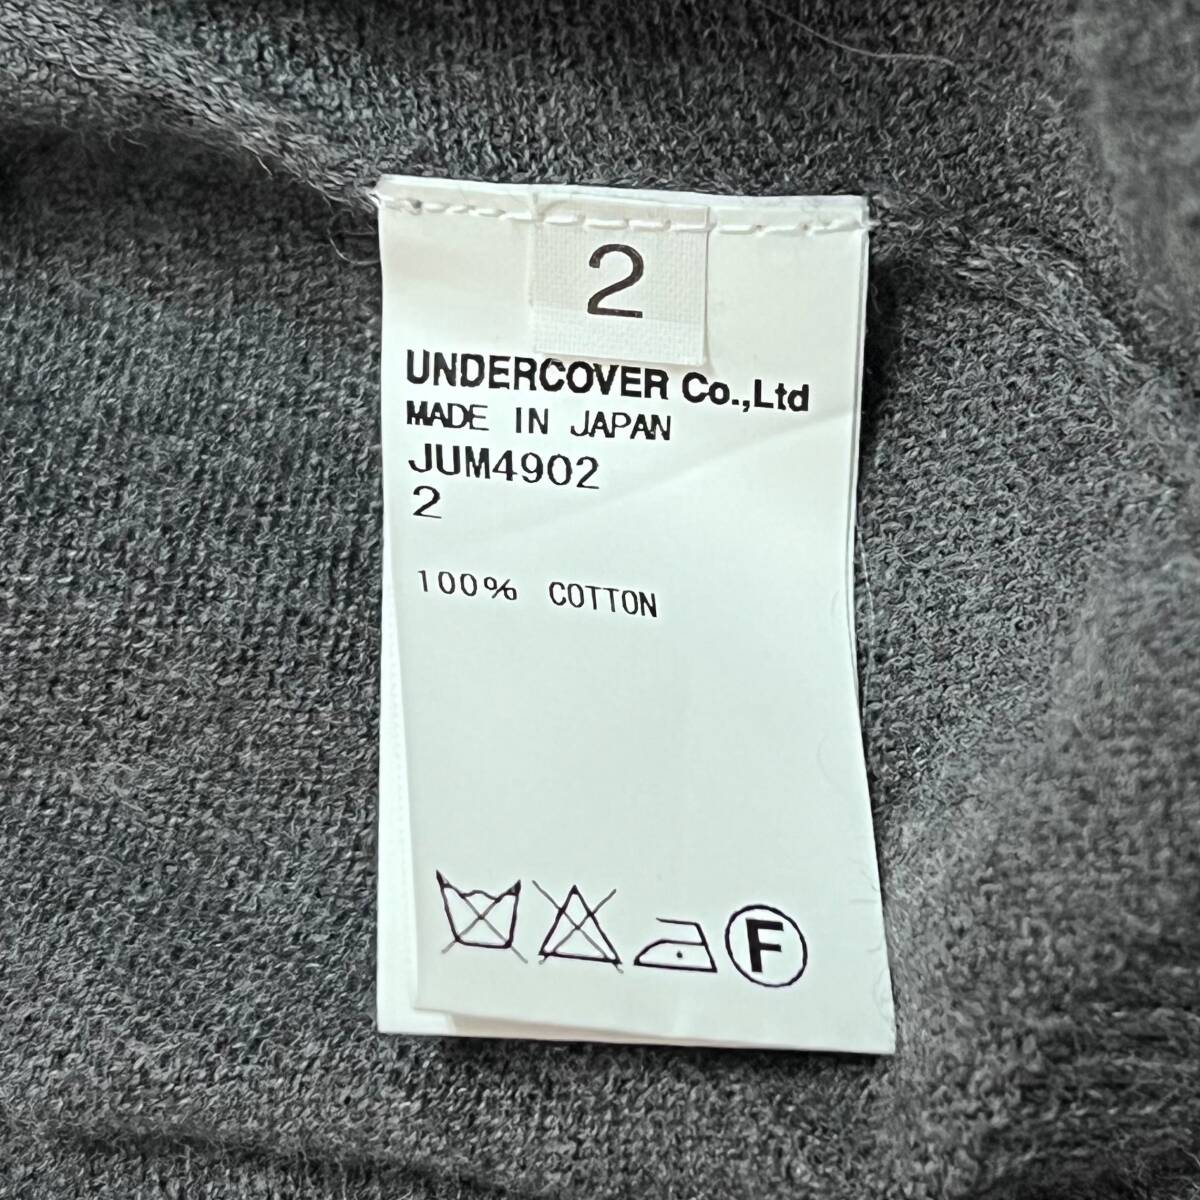 2
UNDERCOVER Co.,Ltd
MADE IN JAPAN
JUM4902
2
100% COTTON
F